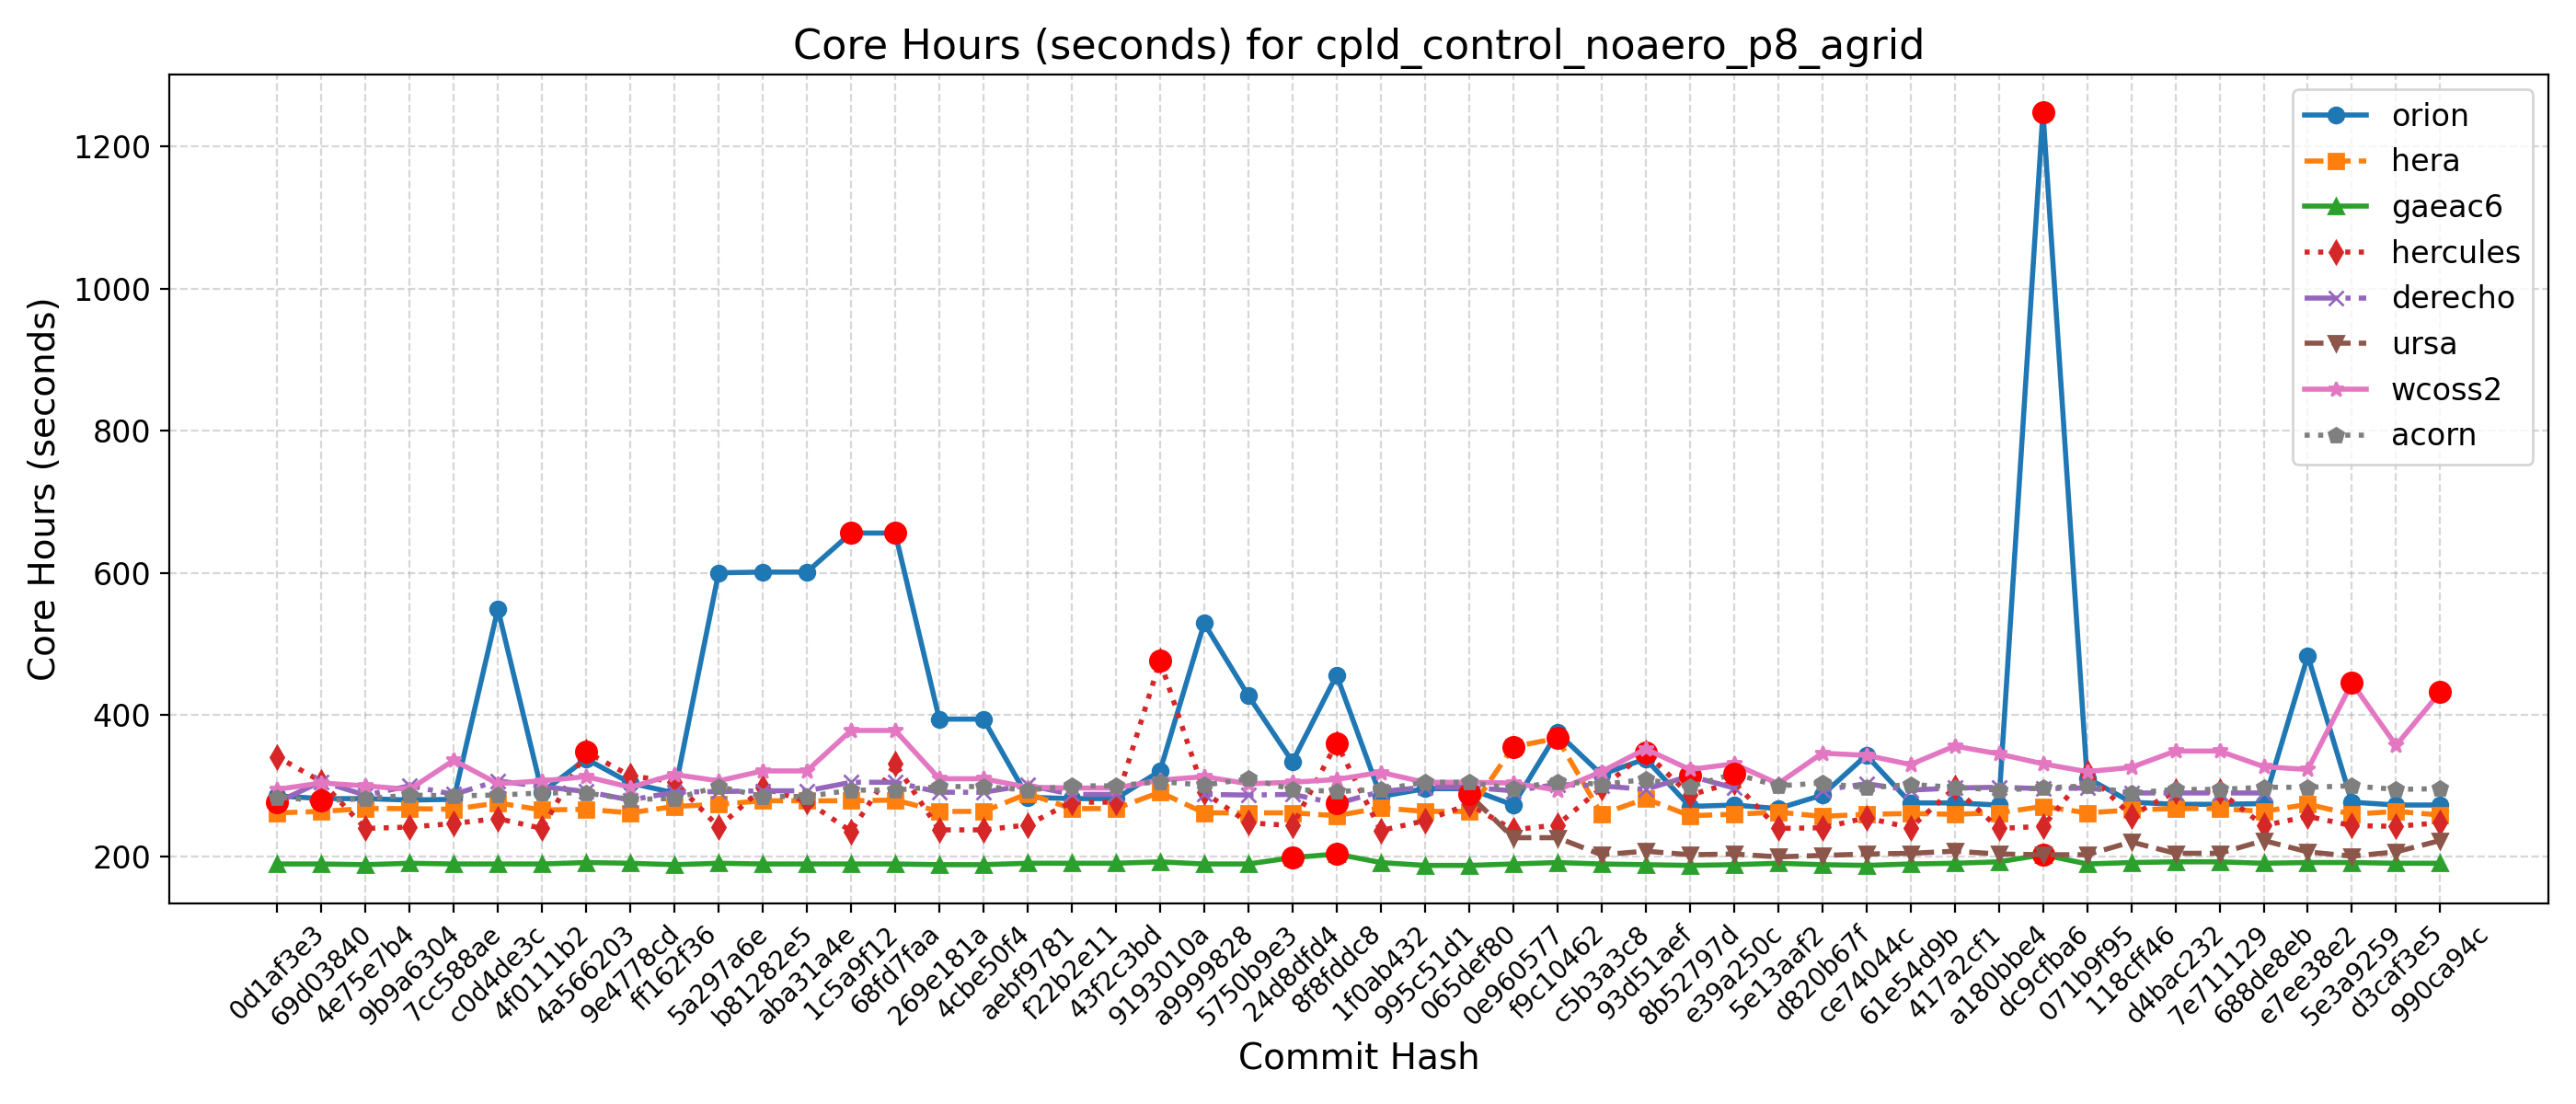 Core Hours (seconds) for cpld_control_noaero_p8_agrid
Core Hours (seconds)
1200
1000
800
600
400
200
orion
hera
gaeac6
hercules
derecho
ursa
wcoss2
acorn
0d1af3e3
69d03840
4e75e7b4
9b9a6304
7cc588ae
c0d4de3c
4f0111b2
4a566203
9e4778cd
ff162f36
5a297a6e
b81282e5
aba31a4e
1c5a9f12
68fd7faa
269e181a
4cbe50f4
aebf9781
f22b2e11
43f2c3bd
9193010a
a9999828
5750b9e3
24d8dfd4
8f8fddc8
1f0ab432
995c51d1
065def80
0e960577
f9c10462
c5b3a3c8
93d51aef
8b52797d
e39a250c
5e13aaf2
d820b67f
ce74044c
61e54d9b
417a2cf1
a180bbe4
dc9cfba6
071b9f95
118cff46
d4bac232
7e711129
688de8eb
e7ee38e2
5e3a9259
d3caf3e5
990ca94c
Commit Hash